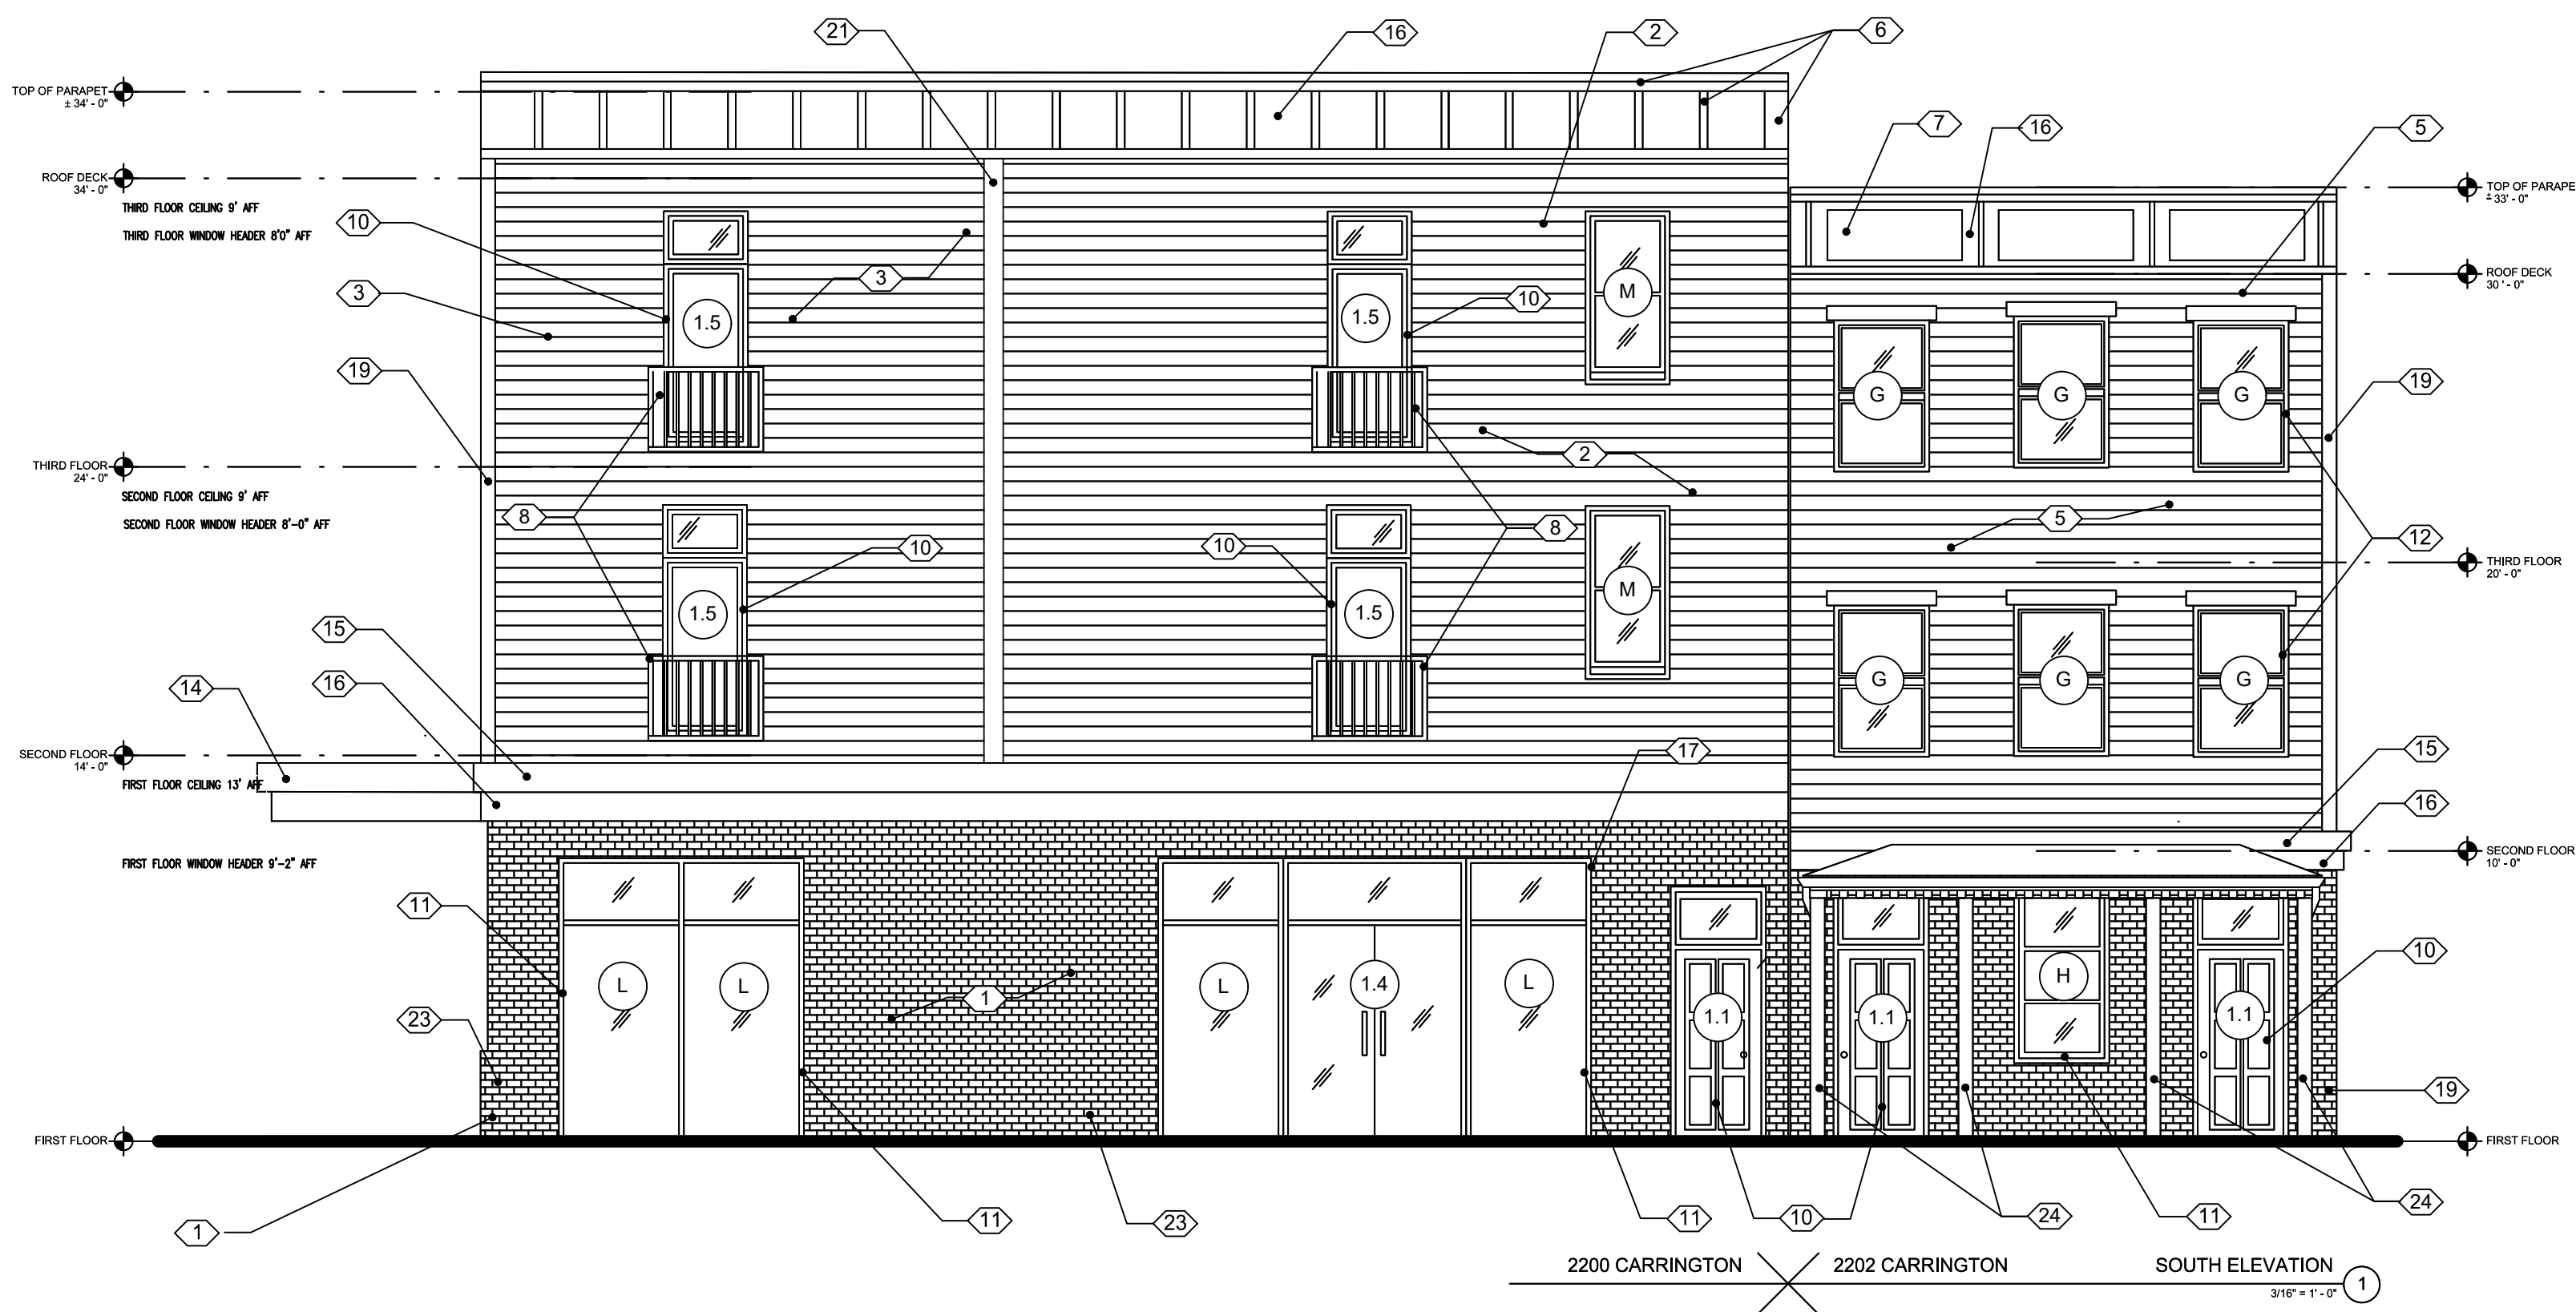 21
16
2
6
TOP OF PARAPET
± 34' - 0"
7
16
5
ROOF DECK
34' - 0"
TOP OF PARAPE
± 33' - 0"
THIRD FLOOR CEILING 9' AFF
10
THIRD FLOOR WINDOW HEADER 8'0" AFF
ROOF DECK
30 ' - 0"
3
3
M
10
1.5
1.5
19
19
G
G
G
2
THIRD FLOOR
24' - 0"
SECOND FLOOR CEILING 9' AFF
SECOND FLOOR WINDOW HEADER 8'-0" AFF
8
8
5
12
10
10
THIRD FLOOR
20' - 0"
M
1.5
1.5
15
16
14
G
G
G
17
15
SECOND FLOOR
14' - 0"
FIRST FLOOR CEILING 13' AFF
16
FIRST FLOOR WINDOW HEADER 9'-2" AFF
SECOND FLOOR
10' - 0"
11
10
L
L
L
1.4
L
H
1
23
1.1
1.1
1.1
19
FIRST FLOOR
FIRST FLOOR
1
11
23
11
10
24
11
24
2200 CARRINGTON
2202 CARRINGTON
SOUTH ELEVATION
1
3/16" = 1' - 0"